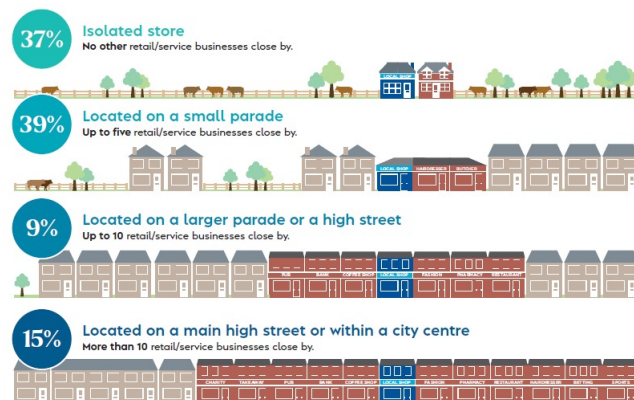 37%
Isolated store
No other retail/service businesses close by.
LOCAL SHOP
39%
Located on a small parade
Up to five retail/service businesses close by.
LOCAL SHOP HAIRDRESSER BUTCHER
9%
Located on a larger parade or a high street
Up to 10 retail/service businesses close by.
PUB BANK COFFEE SHOP LOCAL SHOP FASHION PHARMACY RESTAURANT
15%
Located on a main high street or within a city centre
More than 10 retail/service businesses close by.
CHARITY TAKEAWAY PUB BANK COFFEE SHOP LOCAL SHOP FASHION PHARMACY RESTAURANT HAIRDRESSER BETTING SPORTS